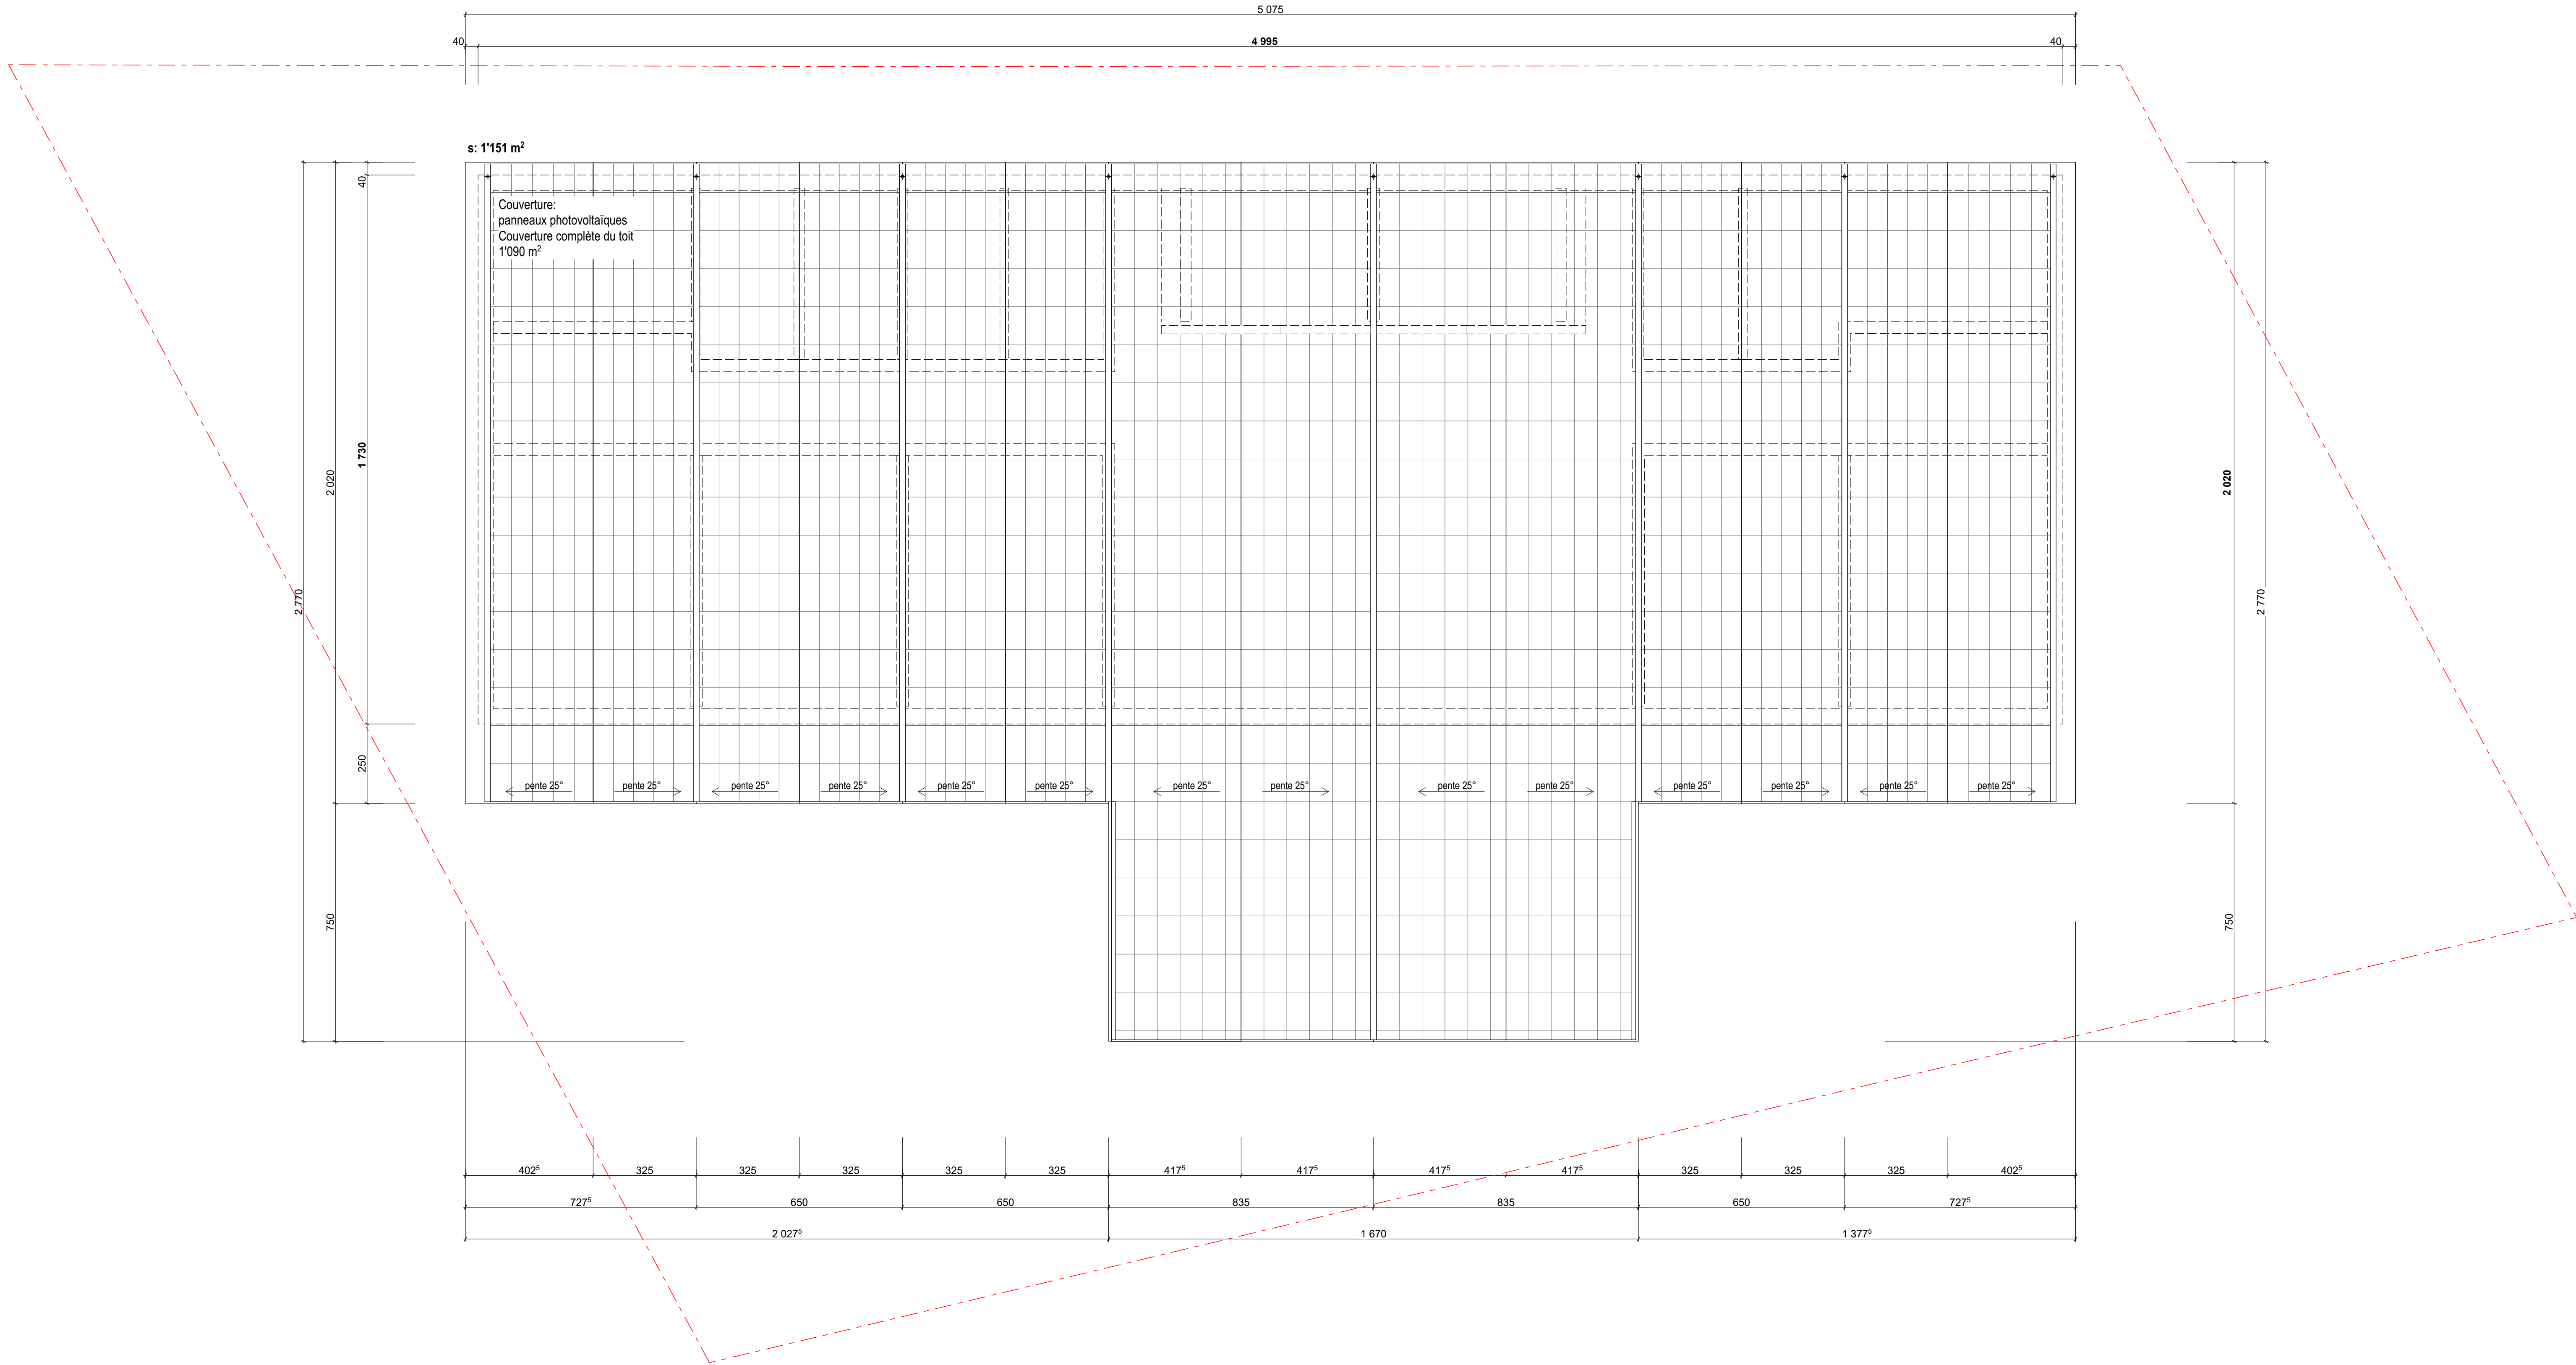 5 075
40 4 995 40
s: 1'151 m²
Couverture:
panneaux photovoltaïques
Couverture complète du toit
1'090 m²
40
1 730
250
2 020
750
2 770
2 020
750
2 770
pente 25° pente 25° pente 25° pente 25° pente 25° pente 25° pente 25° pente 25° pente 25° pente 25° pente 25° pente 25° pente 25° pente 25°
402⁵ 325 325 325 325 325 417⁵ 417⁵ 417⁵ 417⁵ 325 325 325 402⁵
727⁵ 650 650 835 835 650 727⁵
2 027⁵ 1 670 1 377⁵